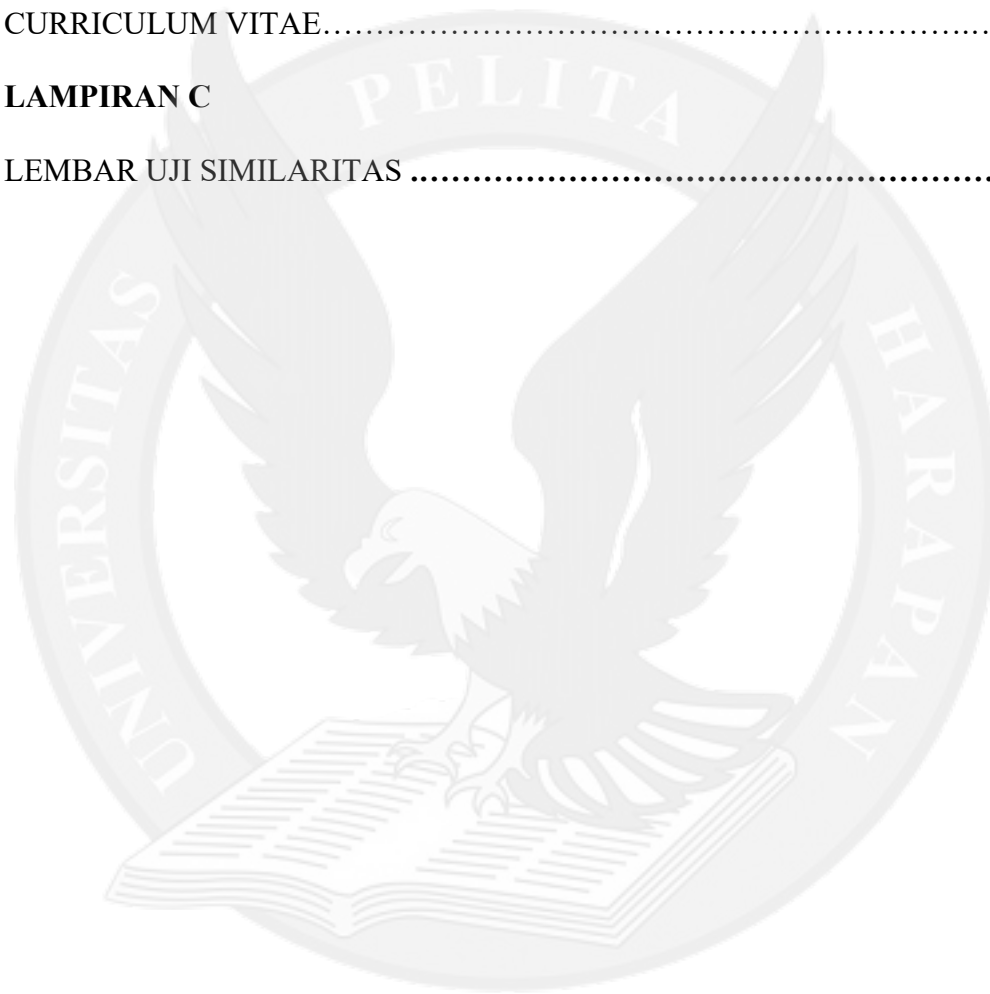 CURRICULUM VITAE……………………………………………………….…
LAMPIRAN C
LEMBAR UJI SIMILARITAS ..………………………………………………
UNIVERSITAS PELITA HARAPAN